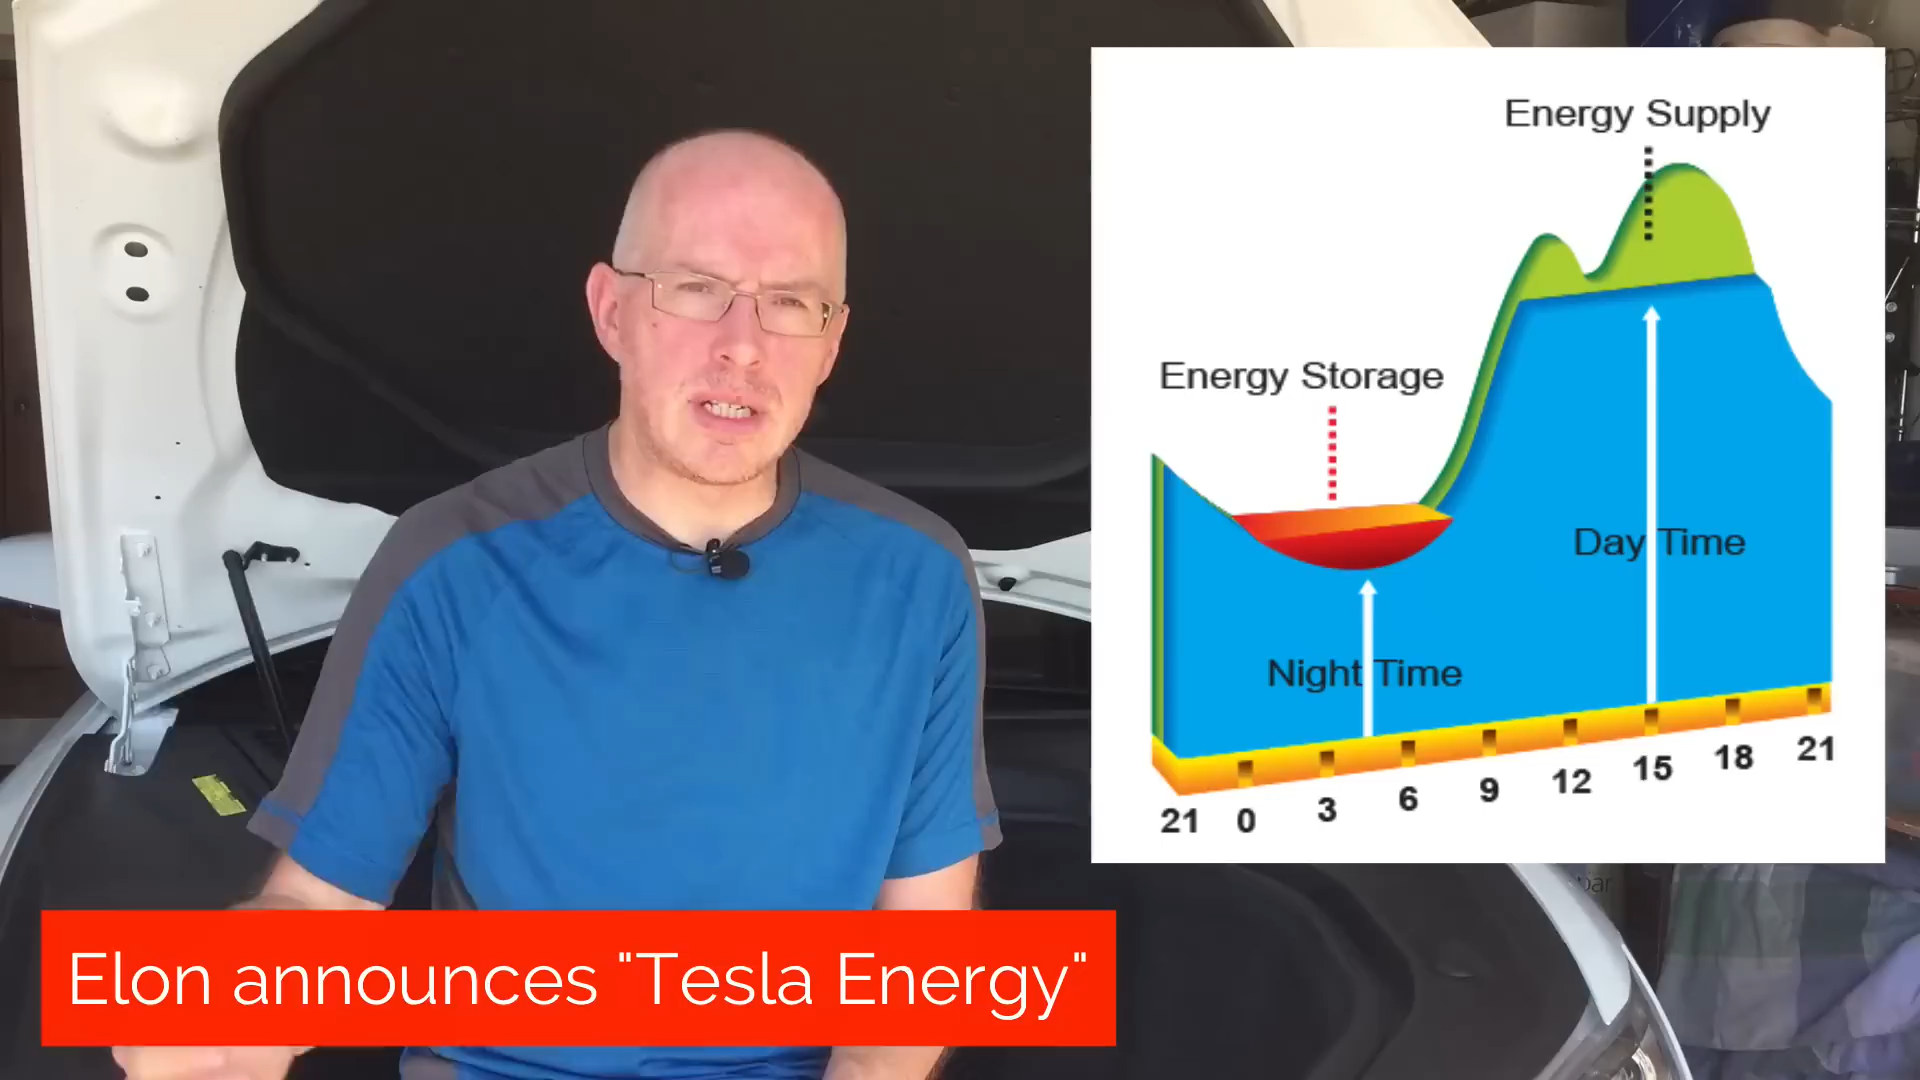 Energy Supply
Energy Storage
Day Time
Night Time
21 0 3 6 9 12 15 18 21
bar
Elon announces "Tesla Energy"